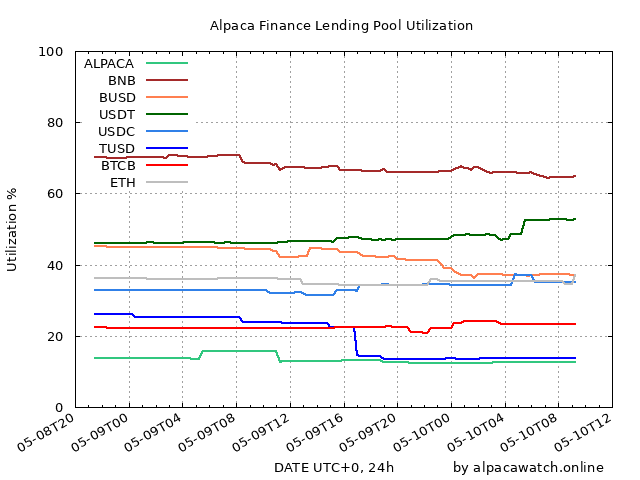 Alpaca Finance Lending Pool Utilization
100
80
60
40
20
0
Utilization %
ALPACA
BNB
BUSD
USDT
USDC
TUSD
BTCB
ETH
05-08T20
05-09T00
05-09T04
05-09T08
05-09T12
05-09T16
05-09T20
05-10T00
05-10T04
05-10T08
05-10T12
DATE UTC+0, 24h
by alpacawatch.online